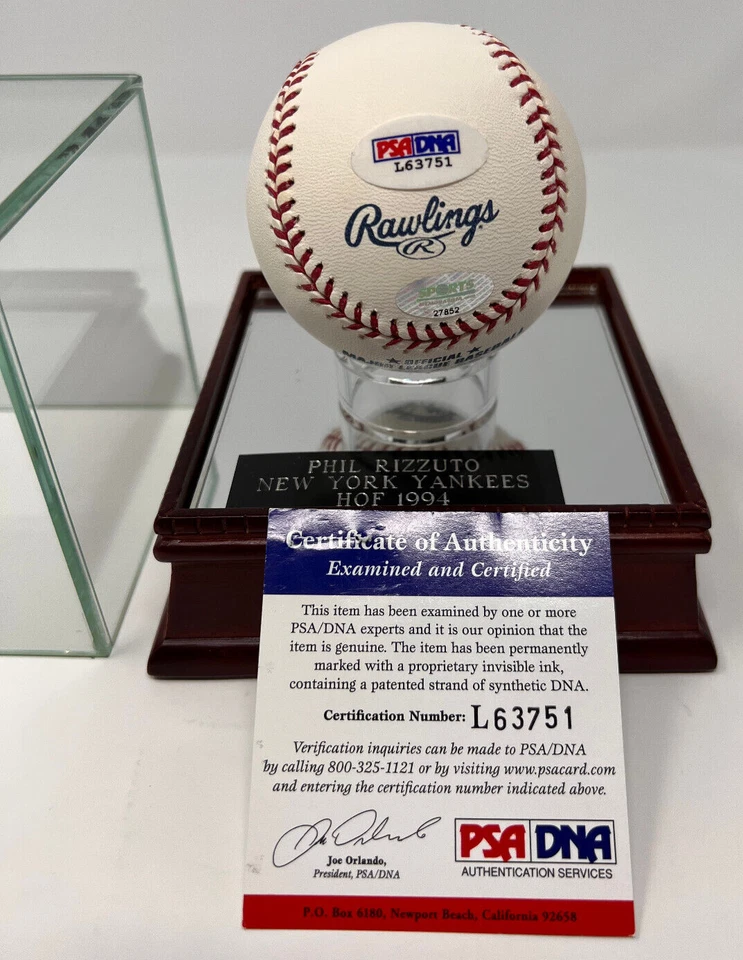 PSA DNA
L63751
Rawlings
R
SPORTS
27852
OFFICIAL
MAJOR LEAGUE BASEBALL
PHIL RIZZUTO
NEW YORK YANKEES
HOF 1994
Certificate of Authenticity
Examined and Certified
This item has been examined by one or more
PSA/DNA experts and it is our opinion that the
item is genuine. The item has been permanently
marked with a proprietary invisible ink,
containing a patented strand of synthetic DNA.
Certification Number: L63751
Verification inquiries can be made to PSA/DNA
by calling 800-325-1121 or by visiting www.psacard.com
and entering the certification number indicated above.
Joe Orlando,
President, PSA/DNA
PSA DNA
AUTHENTICATION SERVICES
P.O. Box 6180, Newport Beach, California 92658